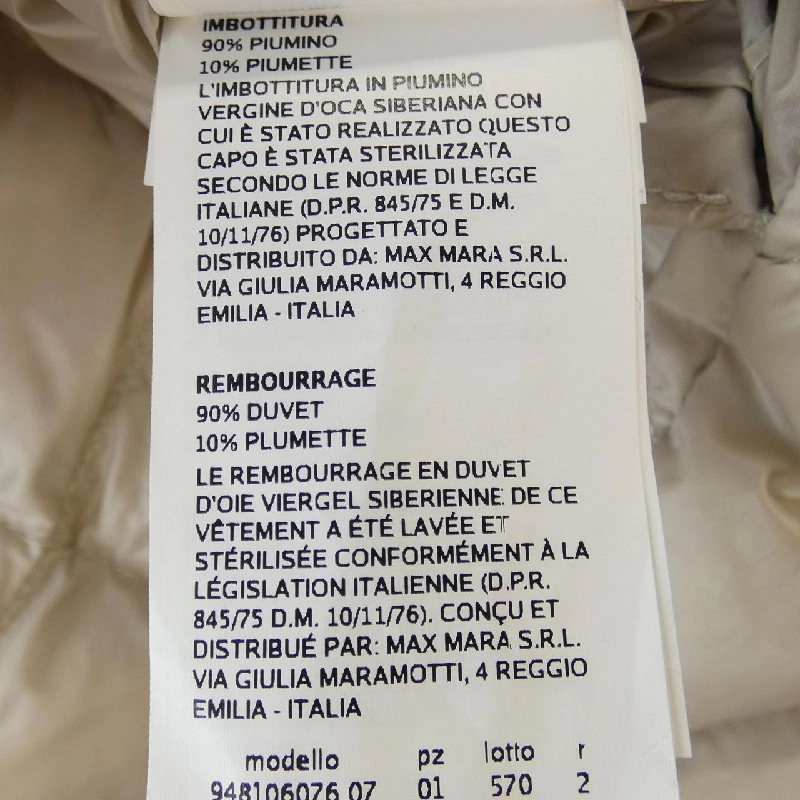 IMBOTTITURA
90% PIUMINO
10% PIUMETTE
L'IMBOTTITURA IN PIUMINO
VERGINE D'OCA SIBERIANA CON
CUI È STATO REALIZZATO QUESTO
CAPO È STATA STERILIZZATA
SECONDO LE NORME DI LEGGE
ITALIANE (D.P.R. 845/75 E D.M.
10/11/76) PROGETTATO E
DISTRIBUITO DA: MAX MARA S.R.L.
VIA GIULIA MARAMOTTI, 4 REGGIO
EMILIA - ITALIA
REMBOURRAGE
90% DUVET
10% PLUMETTE
LE REMBOURRAGE EN DUVET
D'OIE VIERGEL SIBERIENNE DE CE
VÊTEMENT A ÉTÉ LAVÉE ET
STÉRILISÉE CONFORMÉMENT À LA
LÉGISLATION ITALIENNE (D.P.R.
845/75 D.M. 10/11/76). CONÇU ET
DISTRIBUÉ PAR: MAX MARA S.R.L.
VIA GIULIA MARAMOTTI, 4 REGGIO
EMILIA - ITALIA
modello pz lotto r
948106076 07 01 570 2